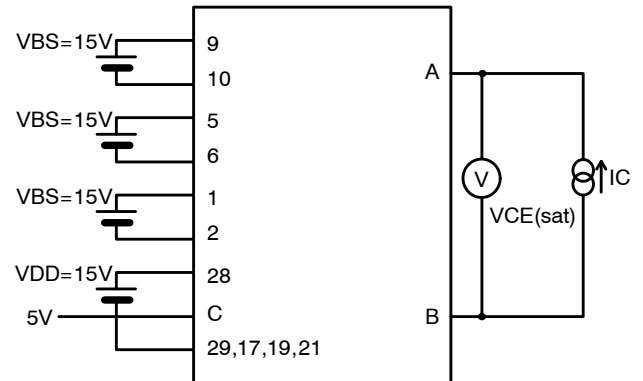 VBS=15V
9
10
A
VBS=15V
5
6
V
IC
VCE(sat)
VBS=15V
1
2
VDD=15V
28
5V
C
B
29,17,19,21